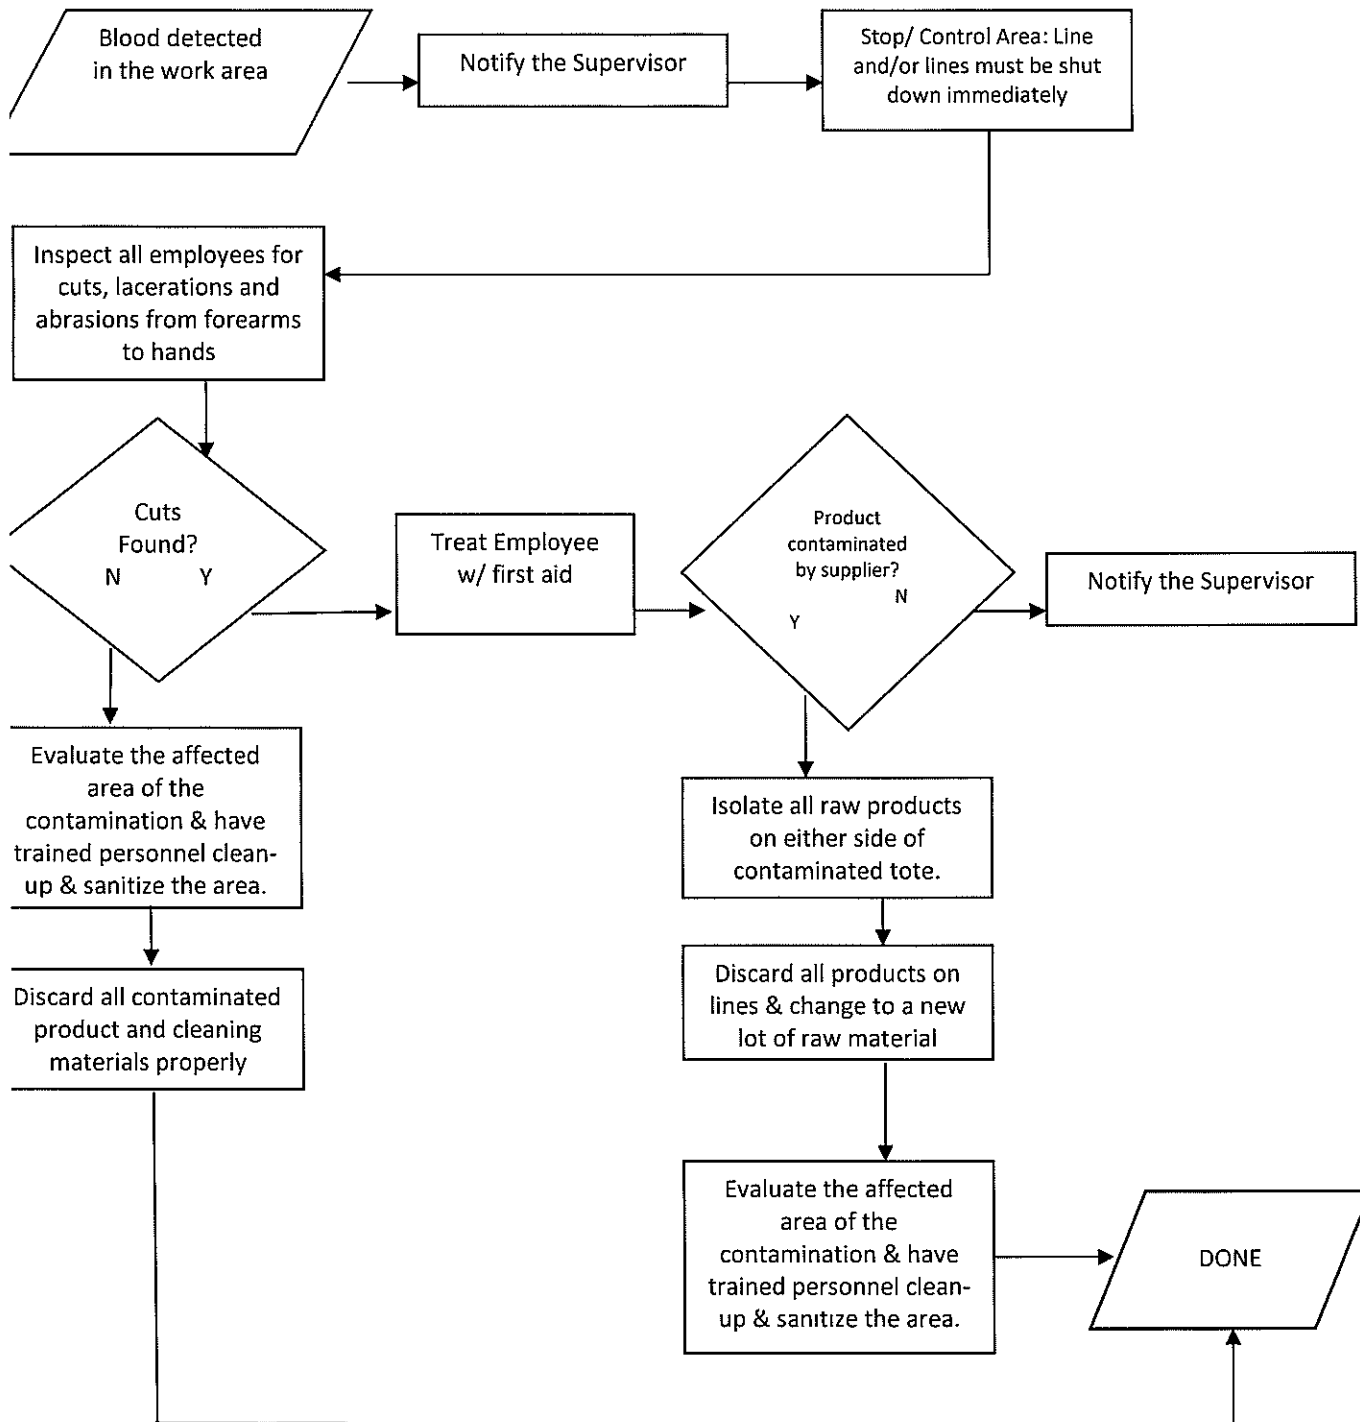 Blood detected
in the work area
Notify the Supervisor
Stop/ Control Area: Line
and/or lines must be shut
down immediately
Inspect all employees for
cuts, lacerations and
abrasions from forearms
to hands
Cuts
Found?
N Y
Treat Employee
w/ first aid
Product
contaminated
by supplier?
N
Y
Notify the Supervisor
Evaluate the affected
area of the
contamination & have
trained personnel clean-
up & sanitize the area.
Discard all contaminated
product and cleaning
materials properly
Isolate all raw products
on either side of
contaminated tote.
Discard all products on
lines & change to a new
lot of raw material
Evaluate the affected
area of the
contamination & have
trained personnel clean-
up & sanitize the area.
DONE